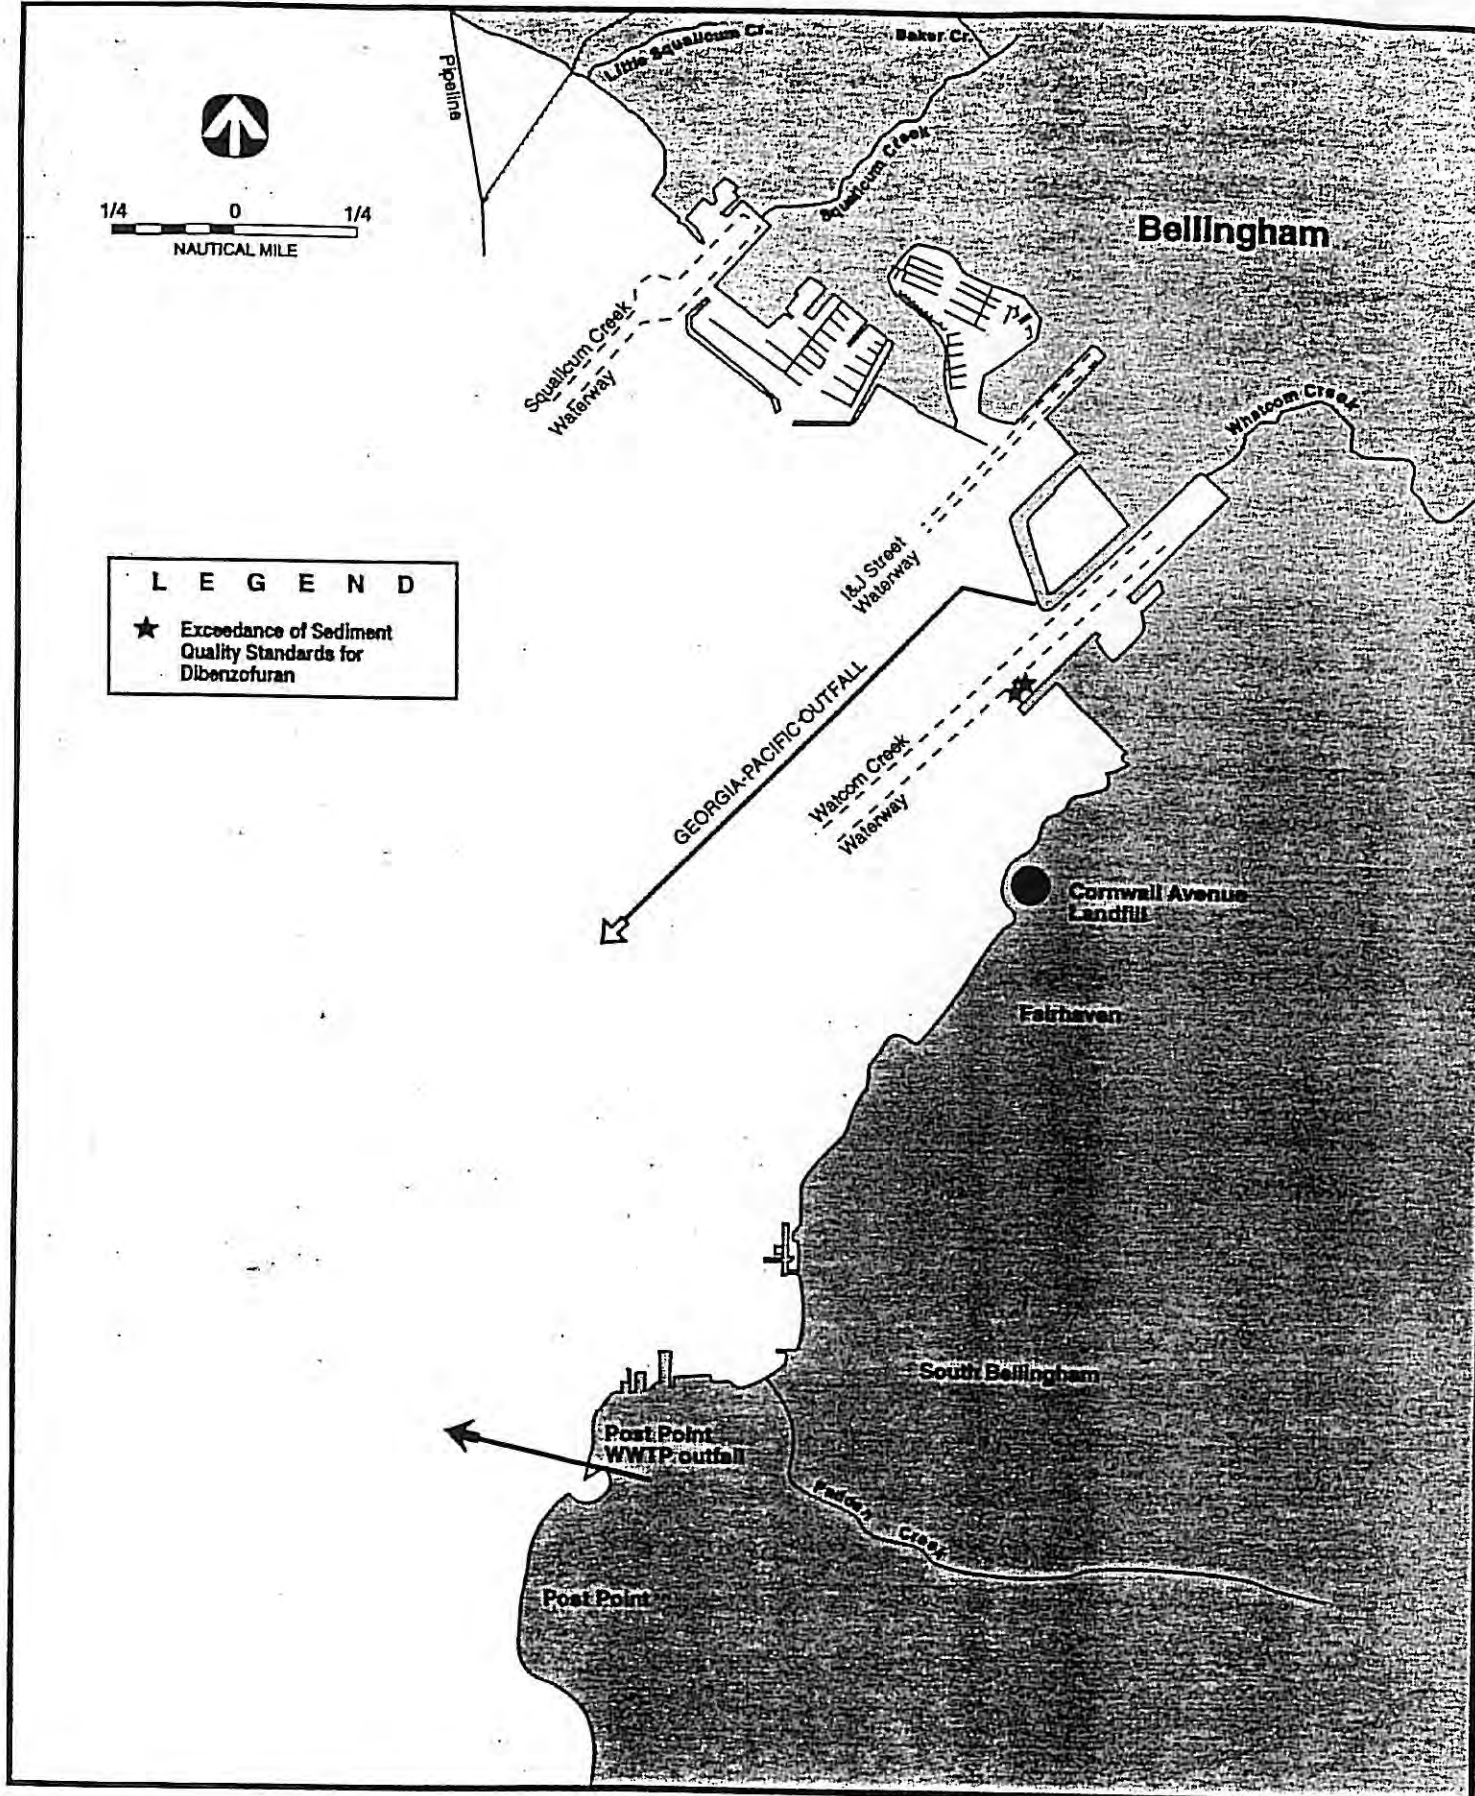 Little Squalicum Cr.
Baker Cr.
Pipeline
Squalicum Creek
1/4 0 1/4
NAUTICAL MILE
Bellingham
Squalicum Creek
Waterway
Whatcom Creek
I&J Street
Waterway
L E G E N D
Exceedance of Sediment
Quality Standards for
Dibenzofuran
GEORGIA-PACIFIC OUTFALL
Watcom Creek
Waterway
Cornwall Avenue
Landfill
Fairhaven
South Bellingham
Post Point
WWTP outfall
Padden Creek
Post Point